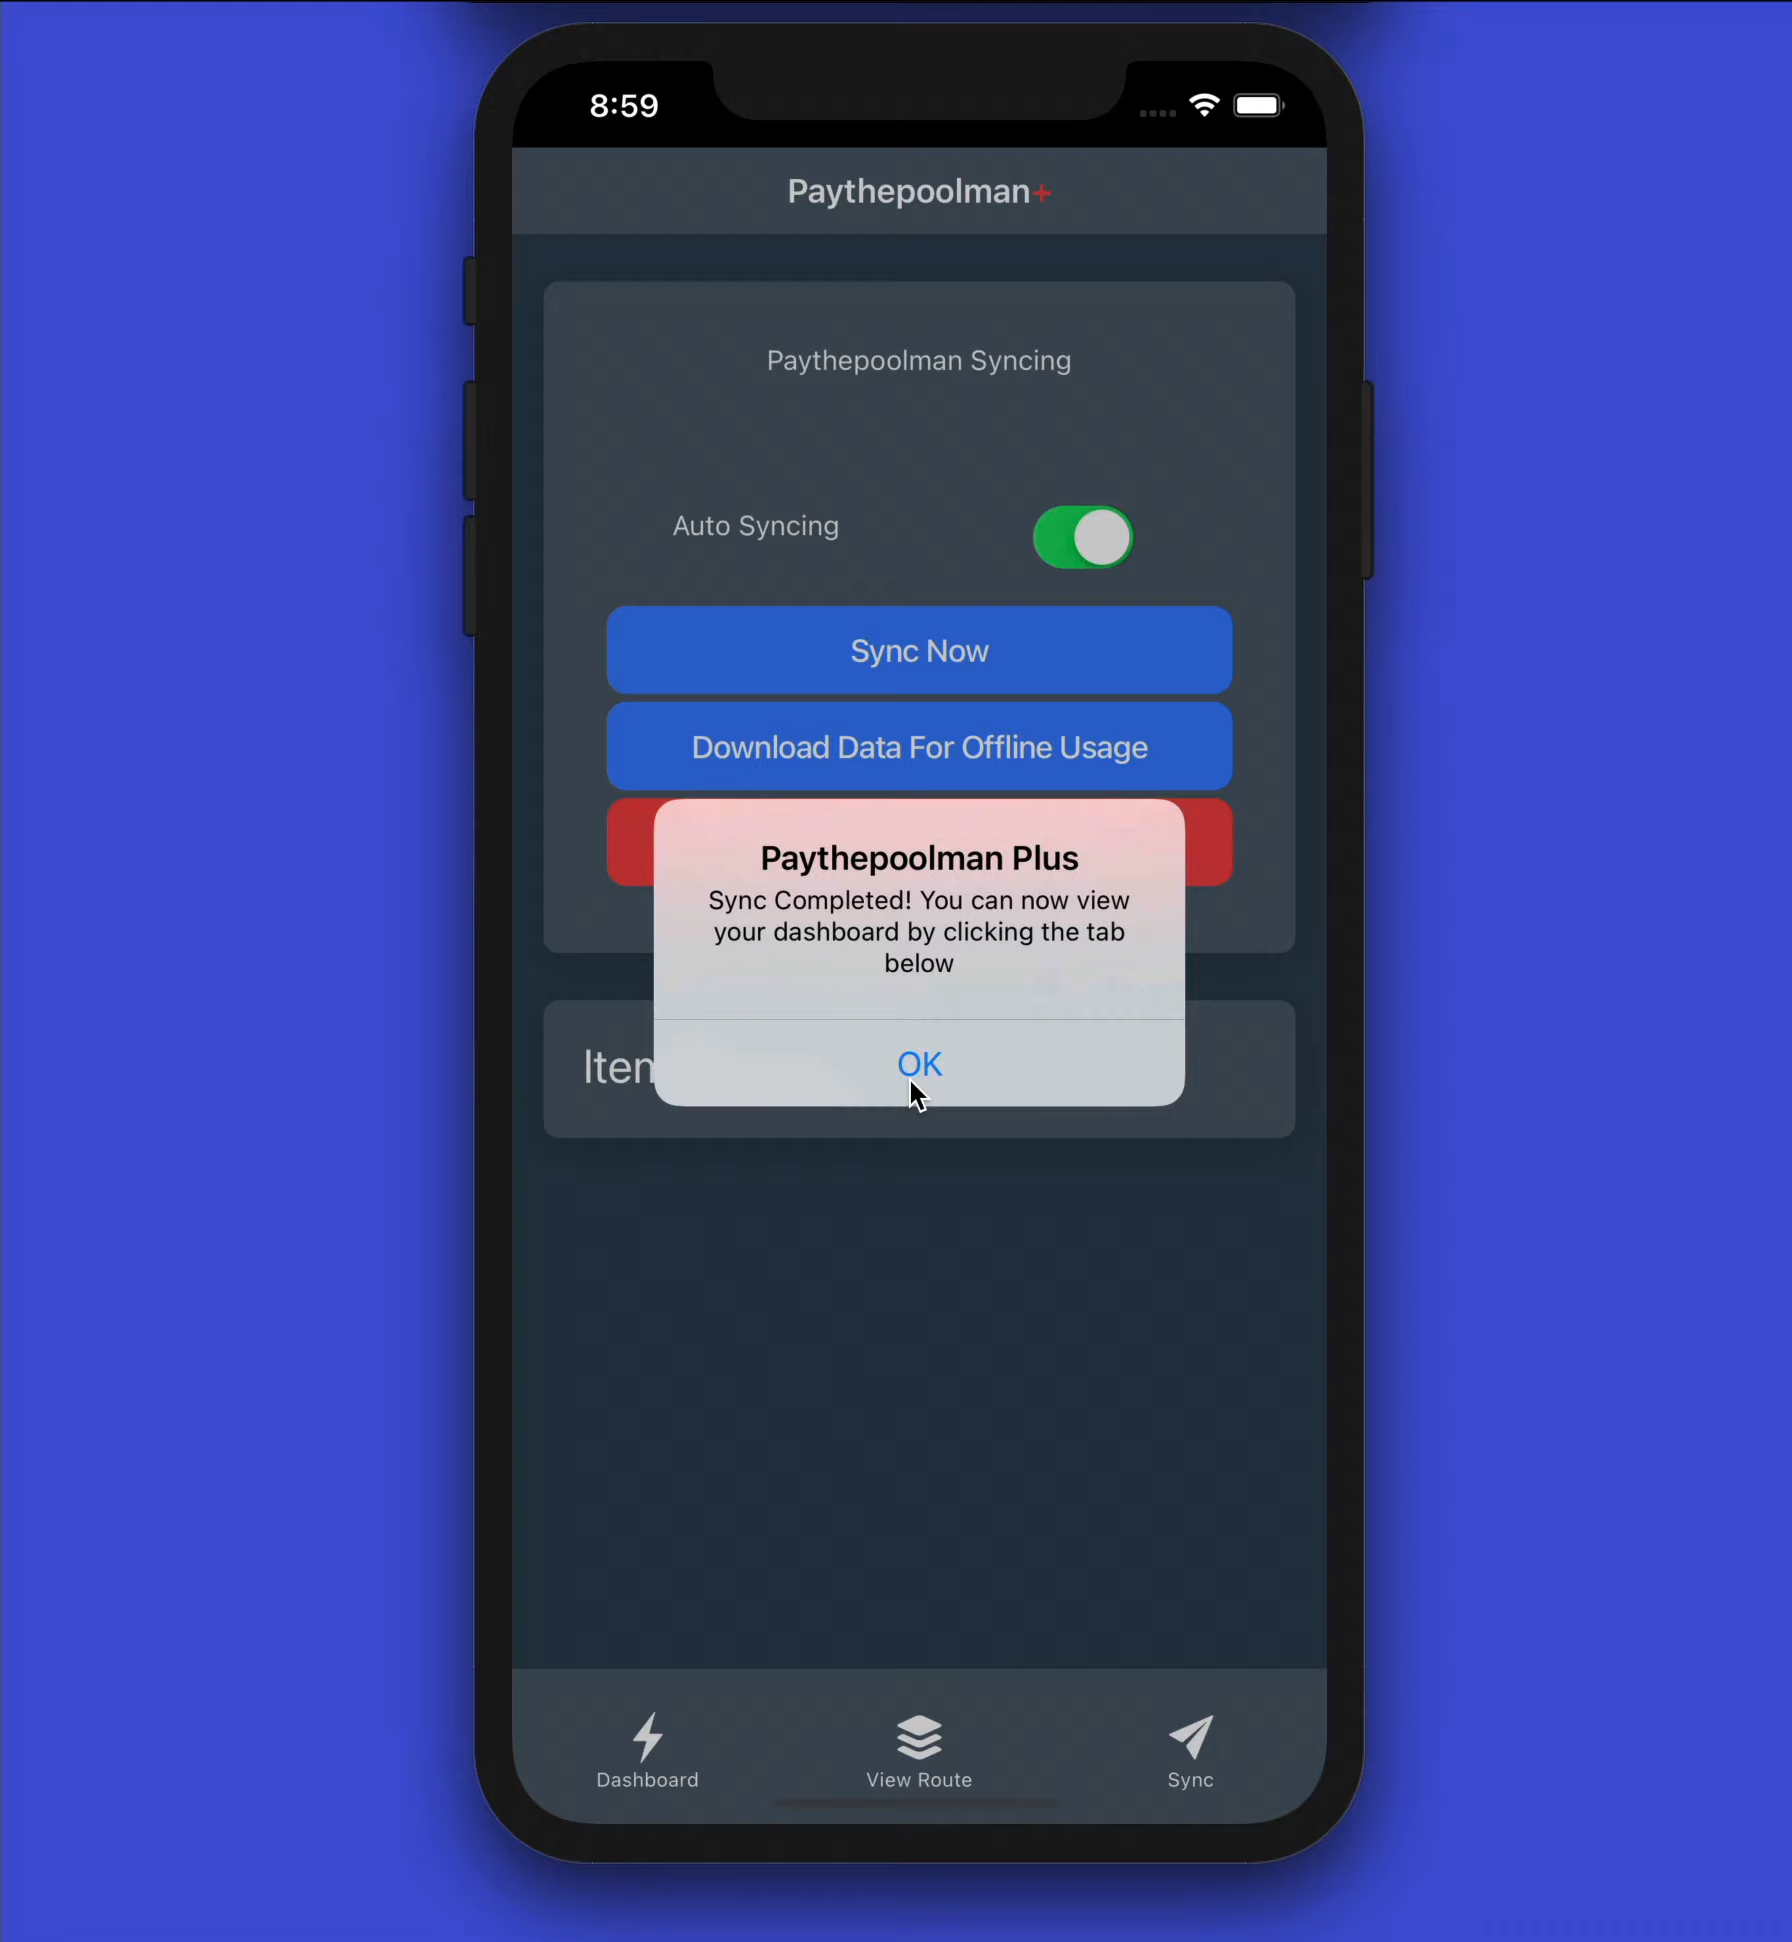 8:59
Paythepoolman+
Paythepoolman Syncing
Auto Syncing
Sync Now
Download Data For Offline Usage
Paythepoolman Plus
Sync Completed! You can now view
your dashboard by clicking the tab
below
OK
Dashboard
View Route
Sync